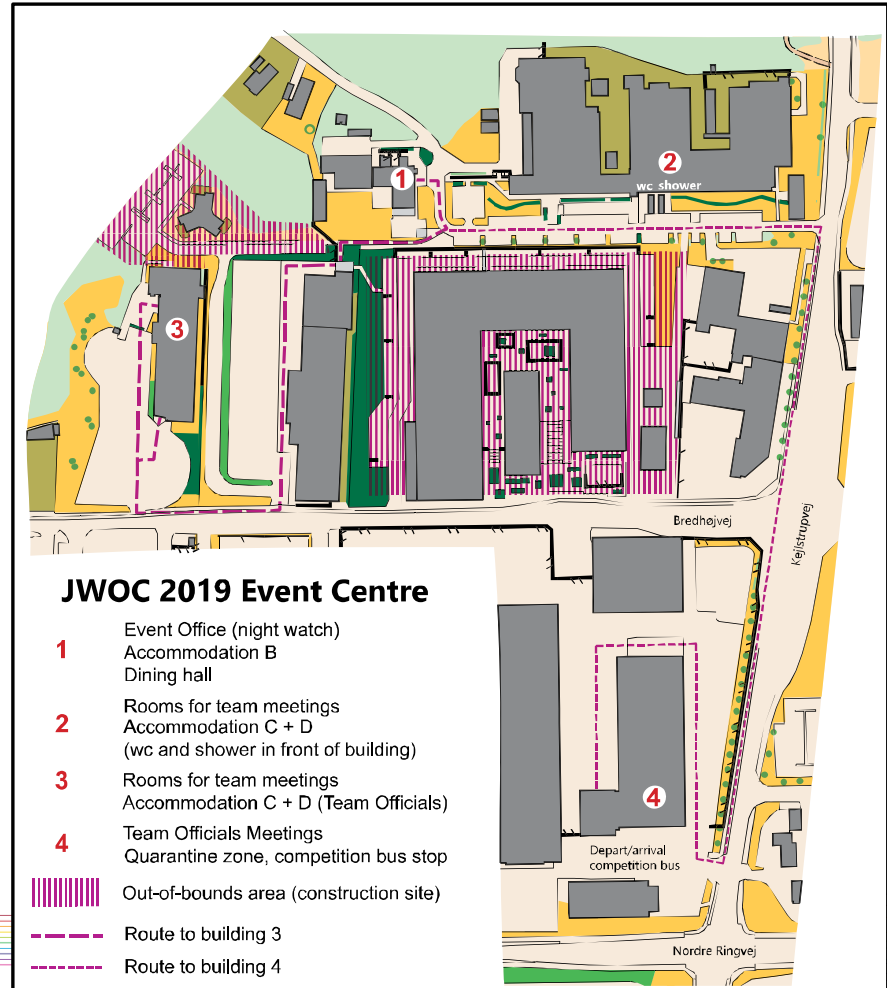 1
2
wc shower
3
Bredhøjvej
Kejlstrupvej
4
Depart/arrival
competition bus
Nordre Ringvej
JWOC 2019 Event Centre
1
Event Office (night watch)
Accommodation B
Dining hall
2
Rooms for team meetings
Accommodation C + D
(wc and shower in front of building)
3
Rooms for team meetings
Accommodation C + D (Team Officials)
4
Team Officials Meetings
Quarantine zone, competition bus stop
Out-of-bounds area (construction site)
Route to building 3
Route to building 4